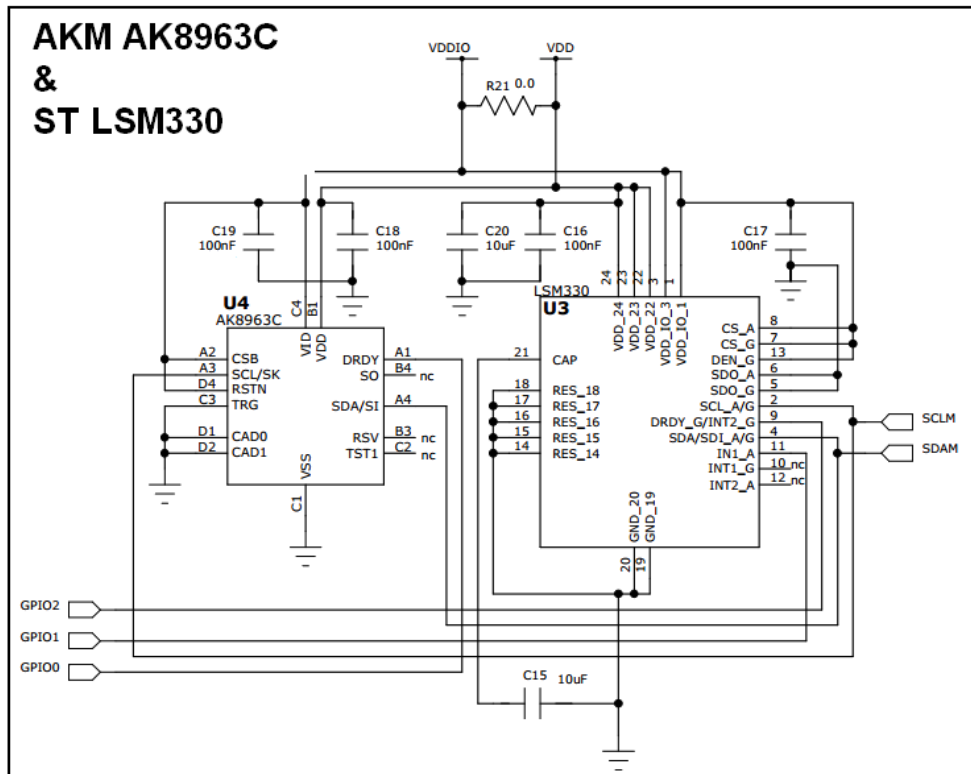 AKM AK8963C
&
ST LSM330
VDDIO
VDD
R21 0.0
C19
100nF
C18
100nF
C20
10uF
C16
100nF
C17
100nF
U4
AK8963C
C4
B1
VID
VDD
A2 CSB
A3 SCL/SK
D4 RSTN
C3 TRG
D1 CAD0
D2 CAD1
DRDY A1
SO B4 nc
SDA/SI A4
RSV B3 nc
TST1 C2 nc
VSS
C1
LSM330
U3
24
23
22
3
1
VDD_24
VDD_23
VDD_22
VDD_IO_3
VDD_IO_1
21 CAP
18 RES_18
17 RES_17
16 RES_16
15 RES_15
14 RES_14
CS_A 8
CS_G 7
DEN_G 13
SDO_A 6
SDO_G 5
SCL_A/G 2
DRDY_G/INT2_G 9
SDA/SDI_A/G 4
IN1_A 11
INT1_G 10 nc
INT2_A 12 nc
GND_20
GND_19
20
19
SCLM
SDAM
GPIO2
GPIO1
GPIO0
C15 10uF